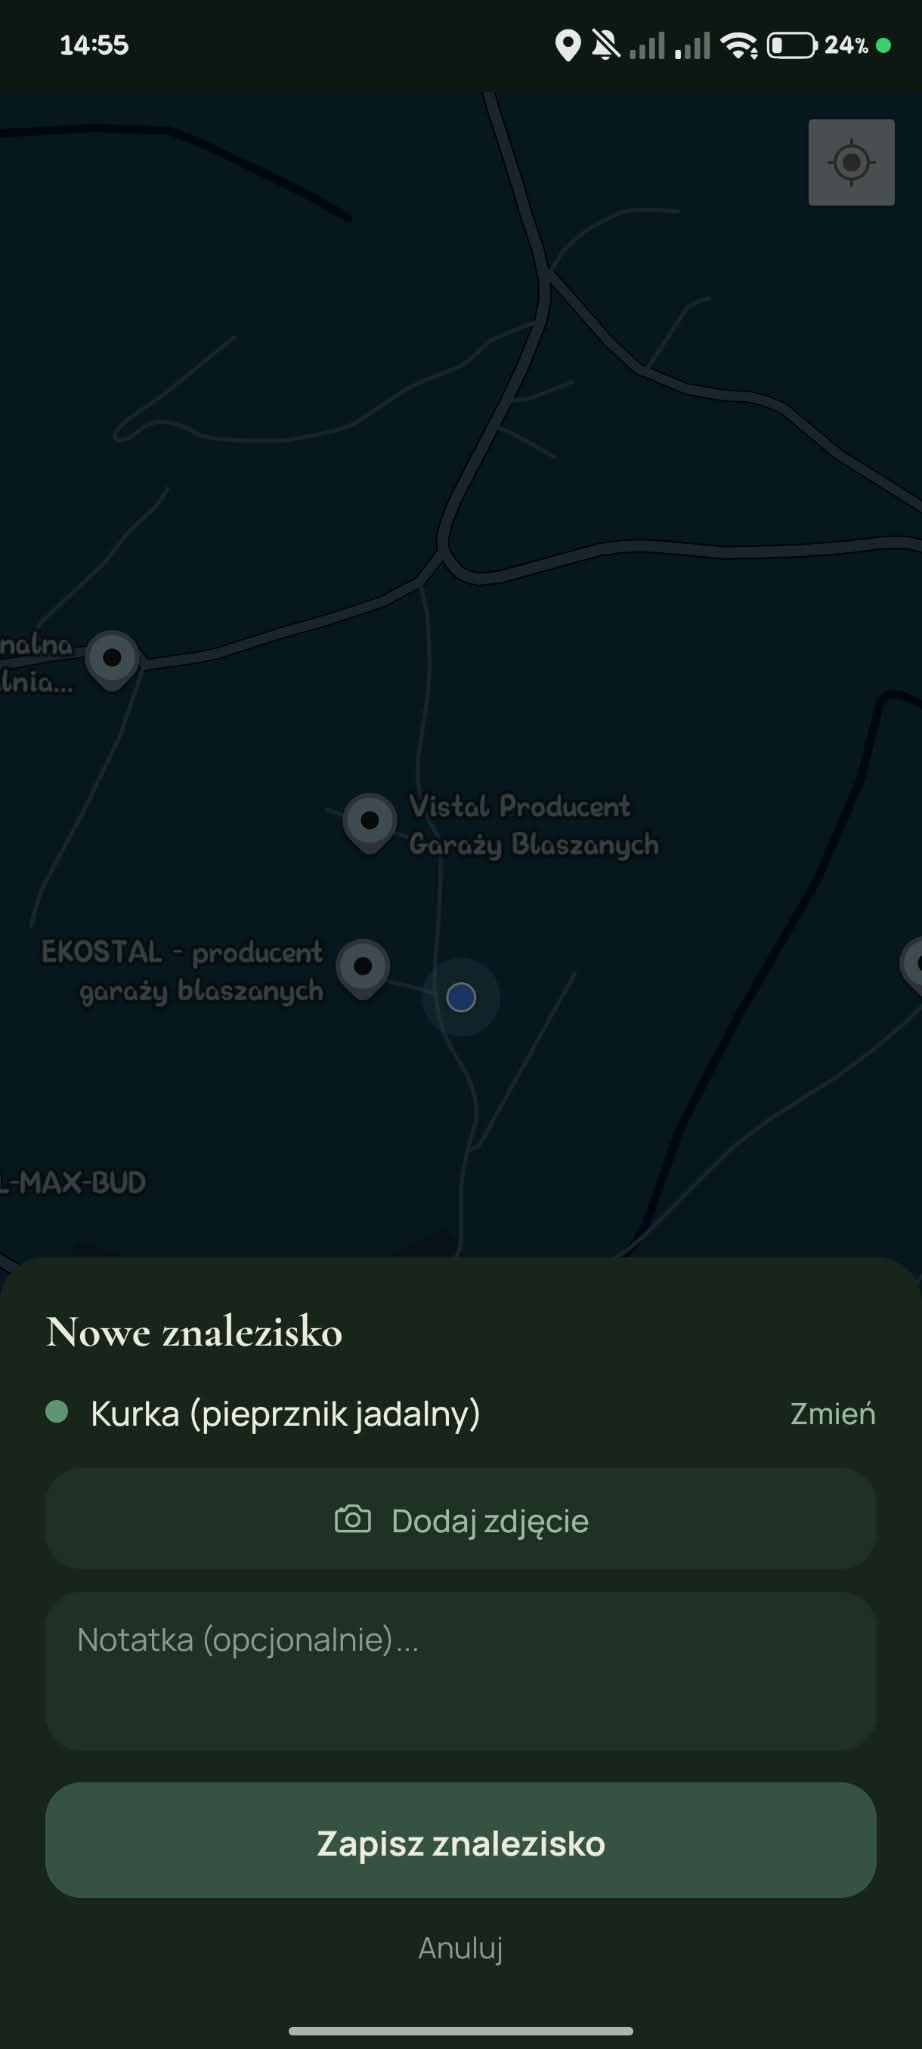 14:55
24%
nalna
lnia...
Vistal Producent
Garaży Blaszanych
EKOSTAL - producent
garaży blaszanych
L-MAX-BUD
Nowe znalezisko
Kurka (pieprznik jadalny)
Zmień
Dodaj zdjęcie
Notatka (opcjonalnie)...
Zapisz znalezisko
Anuluj